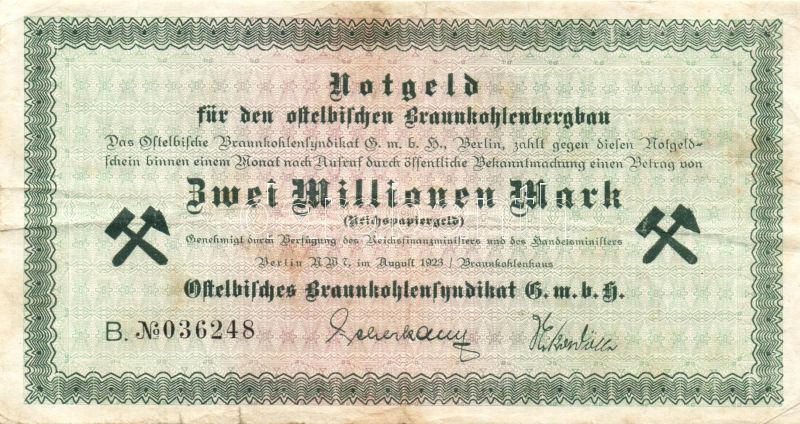 Notgeld
für den ostelbischen Braunkohlenbergbau
Das Ostelbische Braunkohlensyndikat G. m. b. H., Berlin, zahlt gegen diesen Notgeld-
schein binnen einem Monat nach Aufruf durch öffentliche Bekanntmachung einen Betrag von
Zwei Millionen Mark
(Reichspapiergeld)
Genehmigt durch Verfügung des Reichsfinanzministers und des Handelsministers
Berlin NW 7, im August 1923 / Braunkohlenhaus
Ostelbisches Braunkohlensyndikat G. m. b. H.
B. №036248